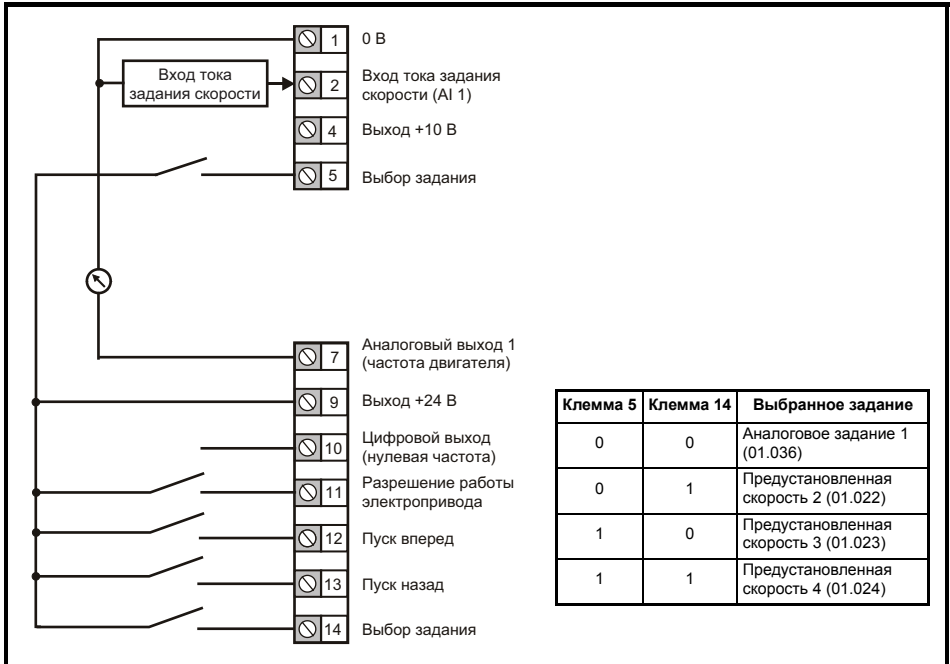 1 0 В
Вход тока
задания скорости
2 Вход тока задания
скорости (AI 1)
4 Выход +10 В
5 Выбор задания
7 Аналоговый выход 1
(частота двигателя)
9 Выход +24 В
10 Цифровой выход
(нулевая частота)
11 Разрешение работы
электропривода
12 Пуск вперед
13 Пуск назад
14 Выбор задания
Клемма 5 Клемма 14 Выбранное задание
0 0 Аналоговое задание 1
(01.036)
0 1 Предустановленная
скорость 2 (01.022)
1 0 Предустановленная
скорость 3 (01.023)
1 1 Предустановленная
скорость 4 (01.024)